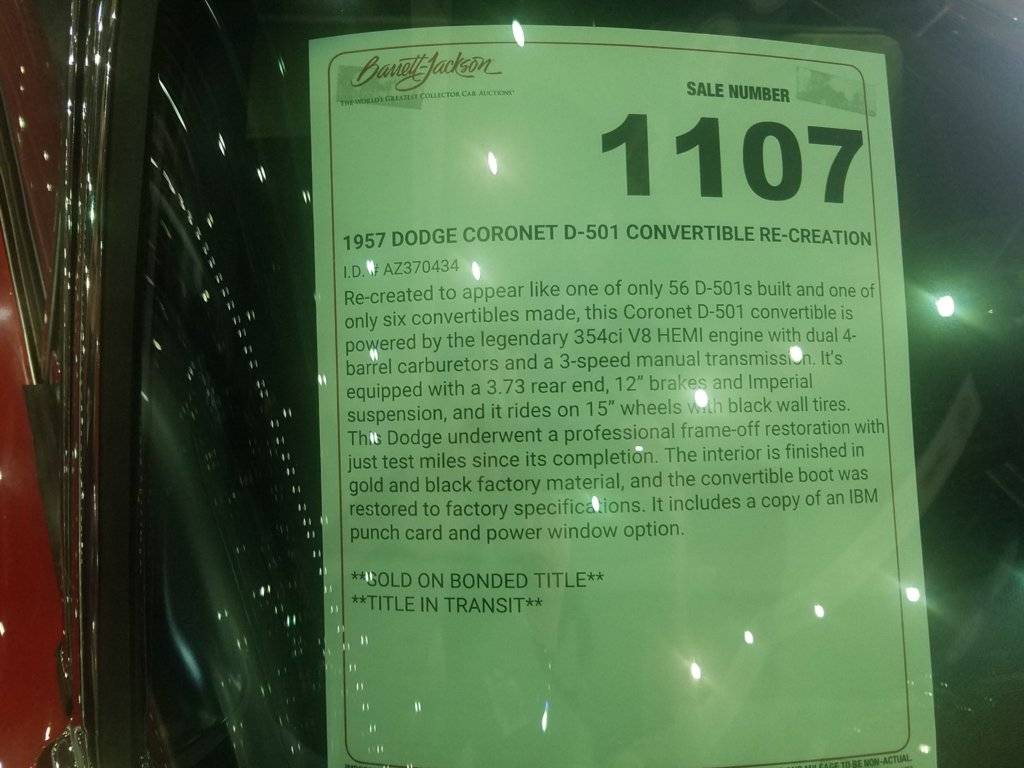 Barrett-Jackson
THE WORLD'S GREATEST COLLECTOR CAR AUCTIONS
SALE NUMBER
1107
1957 DODGE CORONET D-501 CONVERTIBLE RE-CREATION
I.D. # AZ370434
Re-created to appear like one of only 56 D-501s built and one of
only six convertibles made, this Coronet D-501 convertible is
powered by the legendary 354ci V8 HEMI engine with dual 4-
barrel carburetors and a 3-speed manual transmission. It's
equipped with a 3.73 rear end, 12" brakes and Imperial
suspension, and it rides on 15" wheels with black wall tires.
This Dodge underwent a professional frame-off restoration with
just test miles since its completion. The interior is finished in
gold and black factory material, and the convertible boot was
restored to factory specifications. It includes a copy of an IBM
punch card and power window option.
**SOLD ON BONDED TITLE**
**TITLE IN TRANSIT**
MILEAGE TO BE NON-ACTUAL.